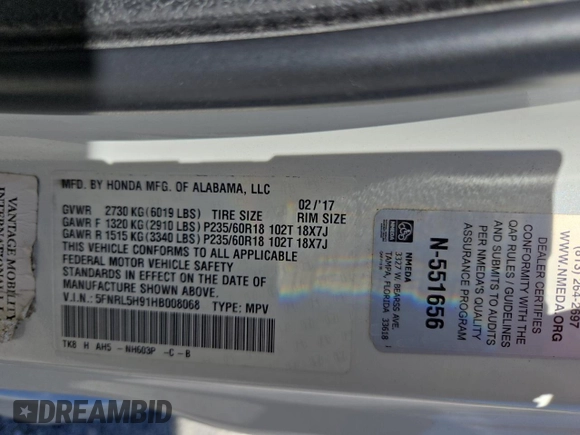 MFD. BY HONDA MFG. OF ALABAMA, LLC
02 /'17
GVWR 2730 KG(6019 LBS) TIRE SIZE RIM SIZE
GAWR F 1320 KG(2910 LBS) P235/60R18 102T 18X7J
GAWR R 1515 KG(3340 LBS) P235/60R18 102T 18X7J
THIS VEHICLE CONFORMS TO ALL APPLICABLE
FEDERAL MOTOR VEHICLE SAFETY
STANDARDS IN EFFECT ON THE DATE OF
MANUFACTURE SHOWN ABOVE.
V.I.N.: 5FNRL5H91HB008068 TYPE: MPV
TK8 H AH5 - NH603P -C - B
VANTAGE MOBILITY
INTERNATIONAL
NMEDA
3327 W. BEARSS AVE.
TAMPA, FLORIDA 33618
N-551656
DEALER CERTIFIES
CONFORMITY WITH THE
QAP RULES / GUIDELINES
AND SUBMITS TO AUDITS
PER NMEDA'S QUALITY
ASSURANCE PROGRAM
WWW.NMEDA.ORG
DREAMBID